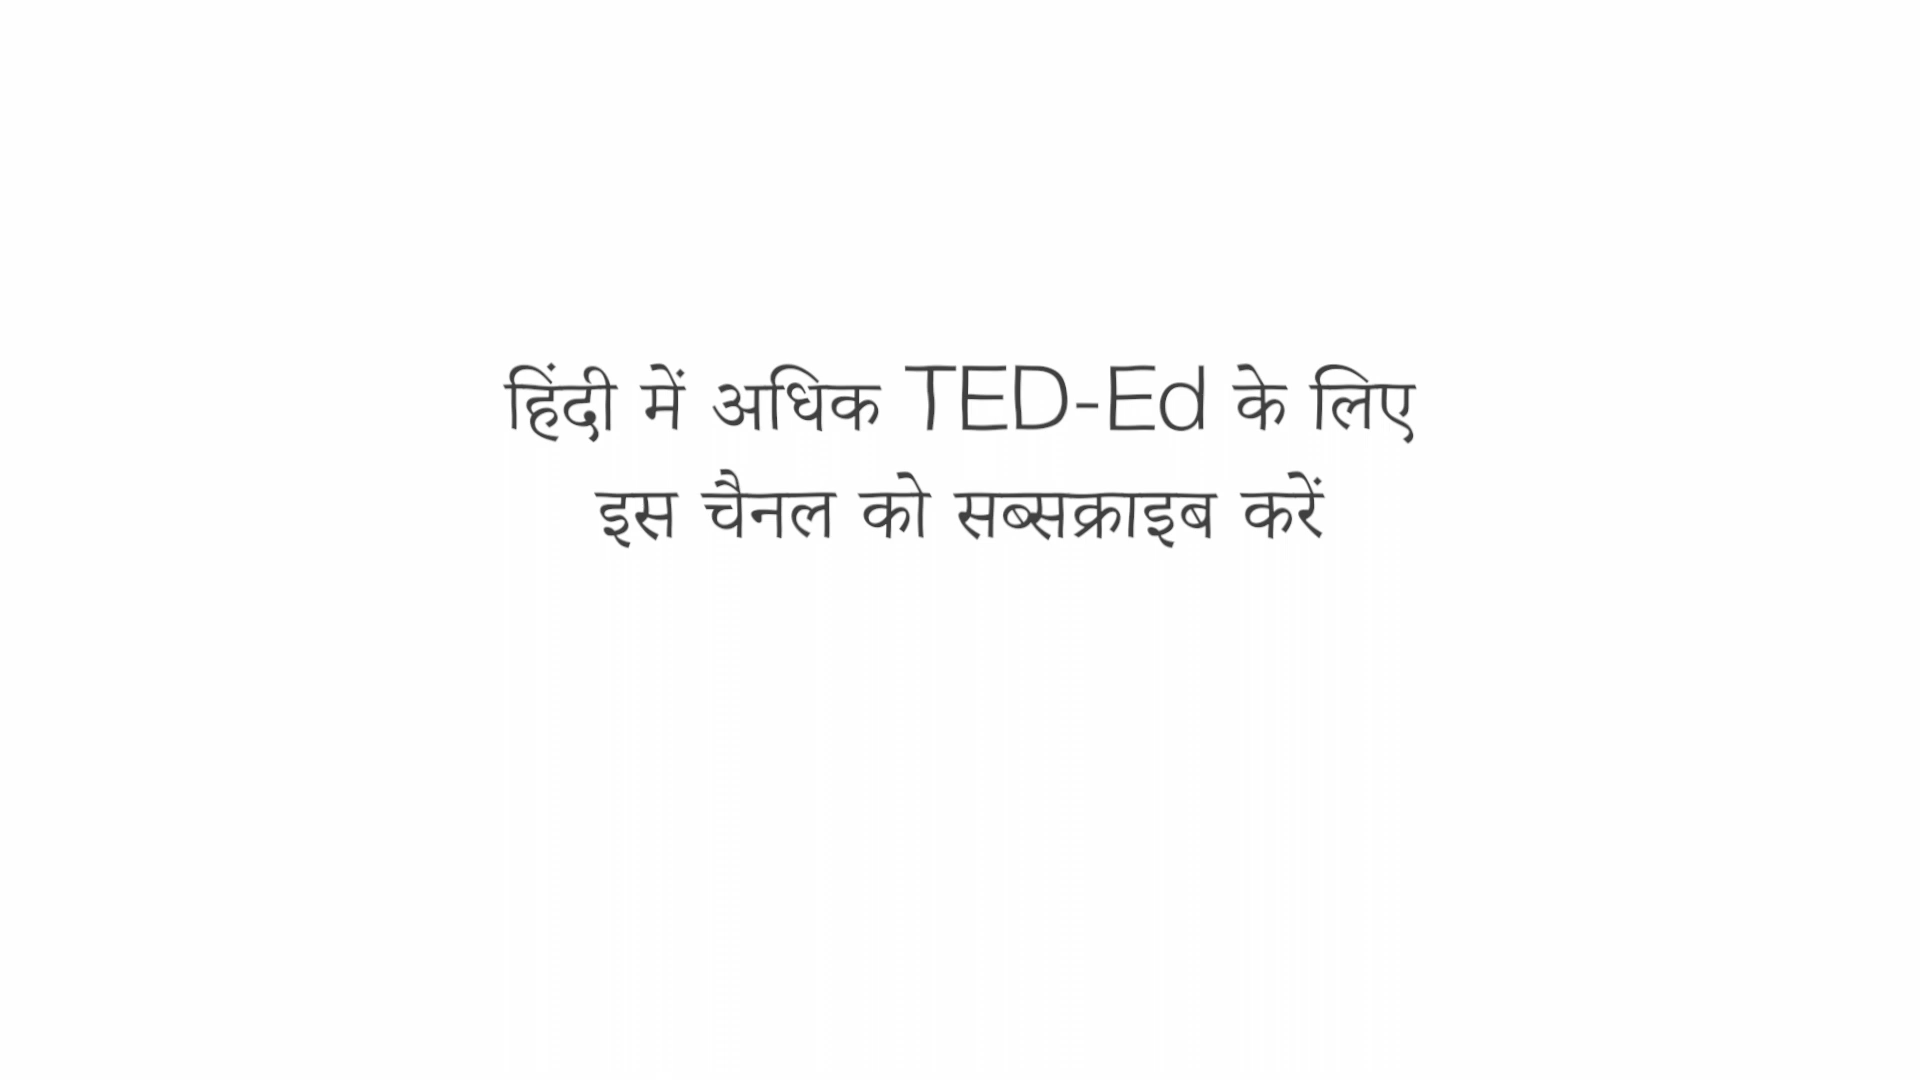 हिंदी में अधिक TED-Ed के लिए
इस चैनल को सब्सक्राइब करें